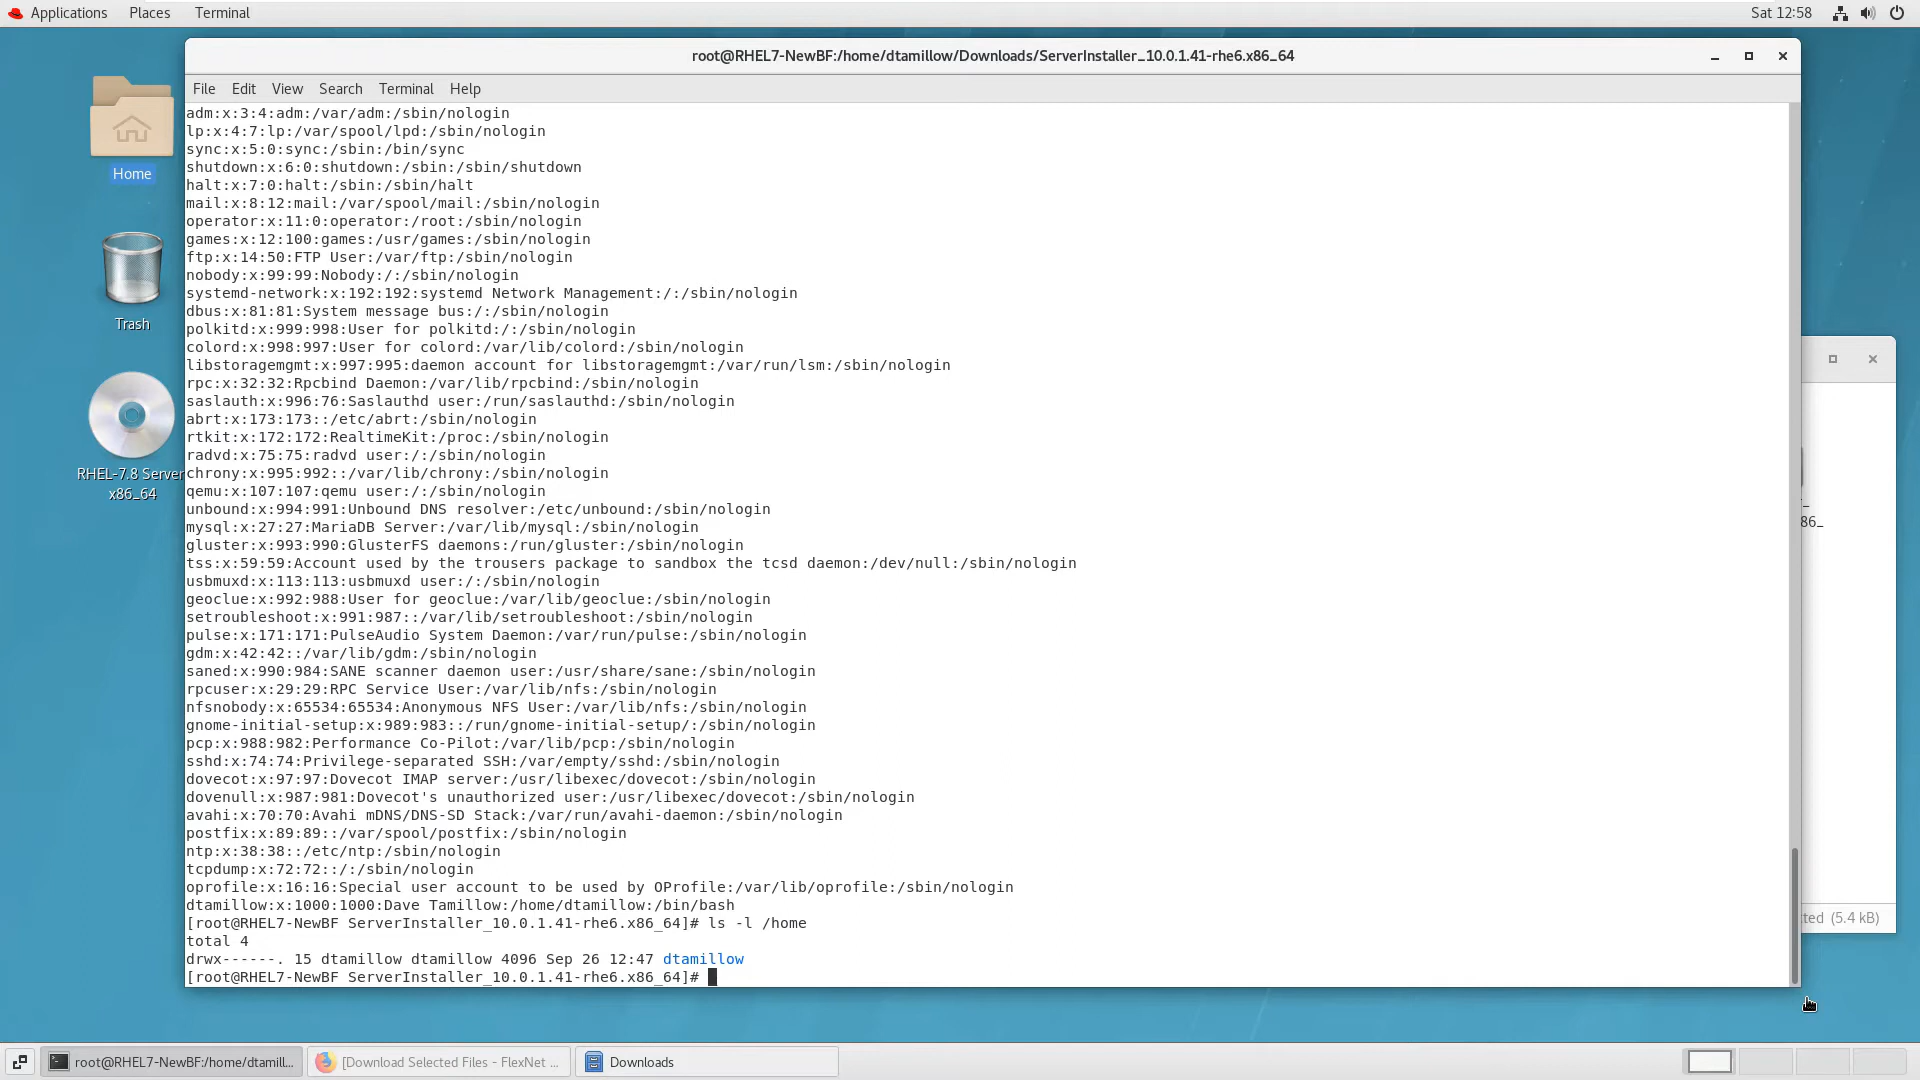 Applications Places Terminal Sat 12:58
root@RHEL7-NewBF:/home/dtamillow/Downloads/ServerInstaller_10.0.1.41-rhe6.x86_64
File Edit View Search Terminal Help
adm:x:3:4:adm:/var/adm:/sbin/nologin
lp:x:4:7:lp:/var/spool/lpd:/sbin/nologin
sync:x:5:0:sync:/sbin:/bin/sync
shutdown:x:6:0:shutdown:/sbin:/sbin/shutdown
halt:x:7:0:halt:/sbin:/sbin/halt
mail:x:8:12:mail:/var/spool/mail:/sbin/nologin
operator:x:11:0:operator:/root:/sbin/nologin
games:x:12:100:games:/usr/games:/sbin/nologin
ftp:x:14:50:FTP User:/var/ftp:/sbin/nologin
nobody:x:99:99:Nobody:/:/sbin/nologin
systemd-network:x:192:192:systemd Network Management:/:/sbin/nologin
dbus:x:81:81:System message bus:/:/sbin/nologin
polkitd:x:999:998:User for polkitd:/:/sbin/nologin
colord:x:998:997:User for colord:/var/lib/colord:/sbin/nologin
libstoragemgmt:x:997:995:daemon account for libstoragemgmt:/var/run/lsm:/sbin/nologin
rpc:x:32:32:Rpcbind Daemon:/var/lib/rpcbind:/sbin/nologin
saslauth:x:996:76:Saslauthd user:/run/saslauthd:/sbin/nologin
abrt:x:173:173::/etc/abrt:/sbin/nologin
rtkit:x:172:172:RealtimeKit:/proc:/sbin/nologin
radvd:x:75:75:radvd user:/:/sbin/nologin
chrony:x:995:992::/var/lib/chrony:/sbin/nologin
qemu:x:107:107:qemu user:/:/sbin/nologin
unbound:x:994:991:Unbound DNS resolver:/etc/unbound:/sbin/nologin
mysql:x:27:27:MariaDB Server:/var/lib/mysql:/sbin/nologin
gluster:x:993:990:GlusterFS daemons:/run/gluster:/sbin/nologin
tss:x:59:59:Account used by the trousers package to sandbox the tcsd daemon:/dev/null:/sbin/nologin
usbmuxd:x:113:113:usbmuxd user:/:/sbin/nologin
geoclue:x:992:988:User for geoclue:/var/lib/geoclue:/sbin/nologin
setroubleshoot:x:991:987::/var/lib/setroubleshoot:/sbin/nologin
pulse:x:171:171:PulseAudio System Daemon:/var/run/pulse:/sbin/nologin
gdm:x:42:42::/var/lib/gdm:/sbin/nologin
saned:x:990:984:SANE scanner daemon user:/usr/share/sane:/sbin/nologin
rpcuser:x:29:29:RPC Service User:/var/lib/nfs:/sbin/nologin
nfsnobody:x:65534:65534:Anonymous NFS User:/var/lib/nfs:/sbin/nologin
gnome-initial-setup:x:989:983::/run/gnome-initial-setup/:/sbin/nologin
pcp:x:988:982:Performance Co-Pilot:/var/lib/pcp:/sbin/nologin
sshd:x:74:74:Privilege-separated SSH:/var/empty/sshd:/sbin/nologin
dovecot:x:97:97:Dovecot IMAP server:/usr/libexec/dovecot:/sbin/nologin
dovenull:x:987:981:Dovecot's unauthorized user:/usr/libexec/dovecot:/sbin/nologin
avahi:x:70:70:Avahi mDNS/DNS-SD Stack:/var/run/avahi-daemon:/sbin/nologin
postfix:x:89:89::/var/spool/postfix:/sbin/nologin
ntp:x:38:38::/etc/ntp:/sbin/nologin
tcpdump:x:72:72::/:/sbin/nologin
oprofile:x:16:16:Special user account to be used by OProfile:/var/lib/oprofile:/sbin/nologin
dtamillow:x:1000:1000:Dave Tamillow:/home/dtamillow:/bin/bash
[root@RHEL7-NewBF ServerInstaller_10.0.1.41-rhe6.x86_64]# ls -l /home
total 4
drwx------. 15 dtamillow dtamillow 4096 Sep 26 12:47 dtamillow
[root@RHEL7-NewBF ServerInstaller_10.0.1.41-rhe6.x86_64]#
Home
Trash
RHEL-7.8 Server
x86_64
86_
cted (5.4 kB)
root@RHEL7-NewBF:/home/dtamill... [Download Selected Files - FlexNet ... Downloads